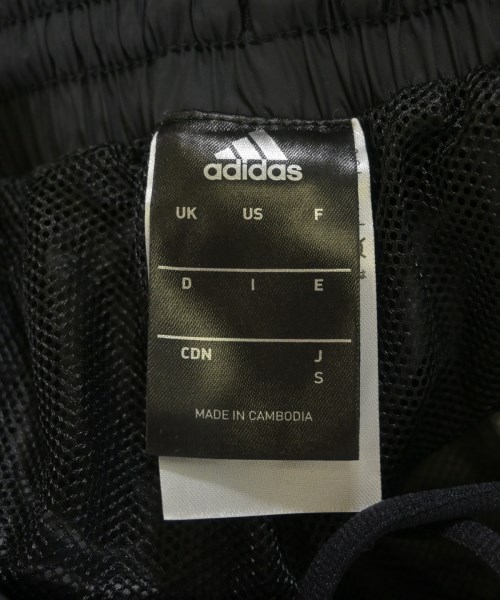 adidas
UK US F
D I E
CDN J
S
MADE IN CAMBODIA